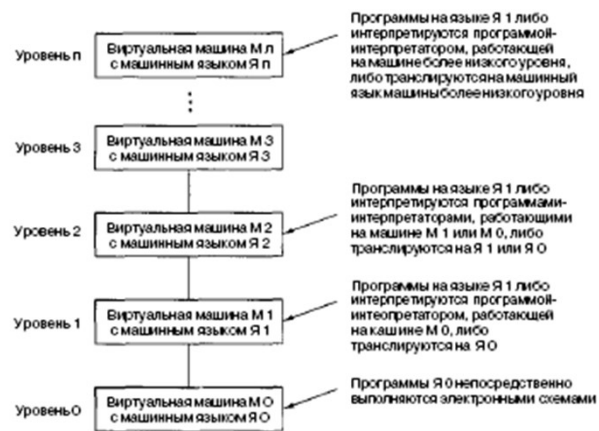 Программы на языке Я 1 либо
интерпретируются программой-
интерпретатором, работающей
на машине более низкого уровня,
либо транслируются на машинный
язык машины более низкого уровня
Уровень n
Виртуальная машина М л
с машинным языком Я п
Уровень 3
Виртуальная машина М 3
с машинным языком Я 3
Программы на языке Я 1 либо
интерпретируются программами-
интерпретаторами, работающими
на машине М 1 или М 0, либо
транслируются на Я 1 или Я 0
Уровень 2
Виртуальная машина М 2
с машинным языком Я 2
Программы на языке Я 1 либо
интерпретируются программой-
интеопретатором, работающей
на кашине М 0, либо
транслируются на Я 0
Уровень 1
Виртуальная машина М 1
с машинным языком Я 1
Программы Я 0 непосредственно
выполняются электронными схемами
Уровень 0
Виртуальная машина М 0
с машинным языком Я 0